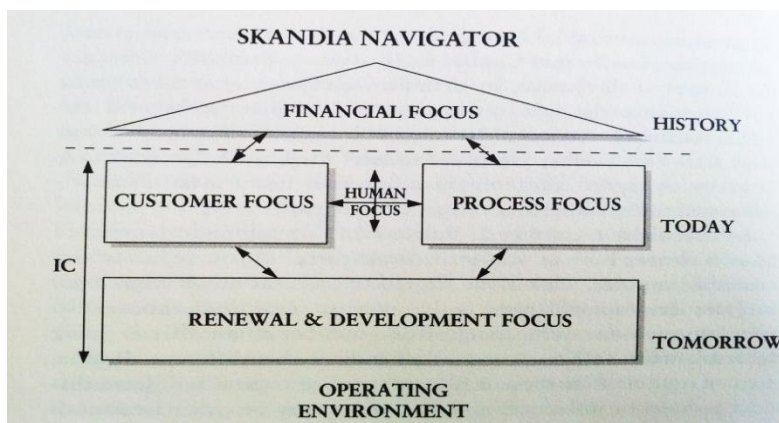 SKANDIA NAVIGATOR
FINANCIAL FOCUS
HISTORY
CUSTOMER FOCUS
HUMAN
FOCUS
PROCESS FOCUS
TODAY
IC
RENEWAL & DEVELOPMENT FOCUS
TOMORROW
OPERATING
ENVIRONMENT